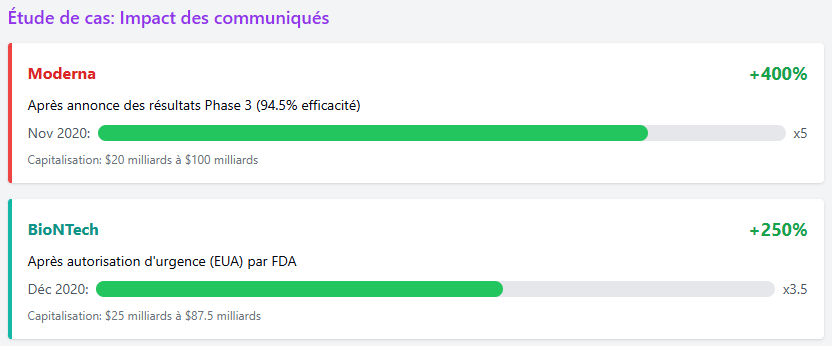 Étude de cas: Impact des communiqués
Moderna +400%
Après annonce des résultats Phase 3 (94.5% efficacité)
Nov 2020: x5
Capitalisation: $20 milliards à $100 milliards
BioNTech +250%
Après autorisation d'urgence (EUA) par FDA
Déc 2020: x3.5
Capitalisation: $25 milliards à $87.5 milliards